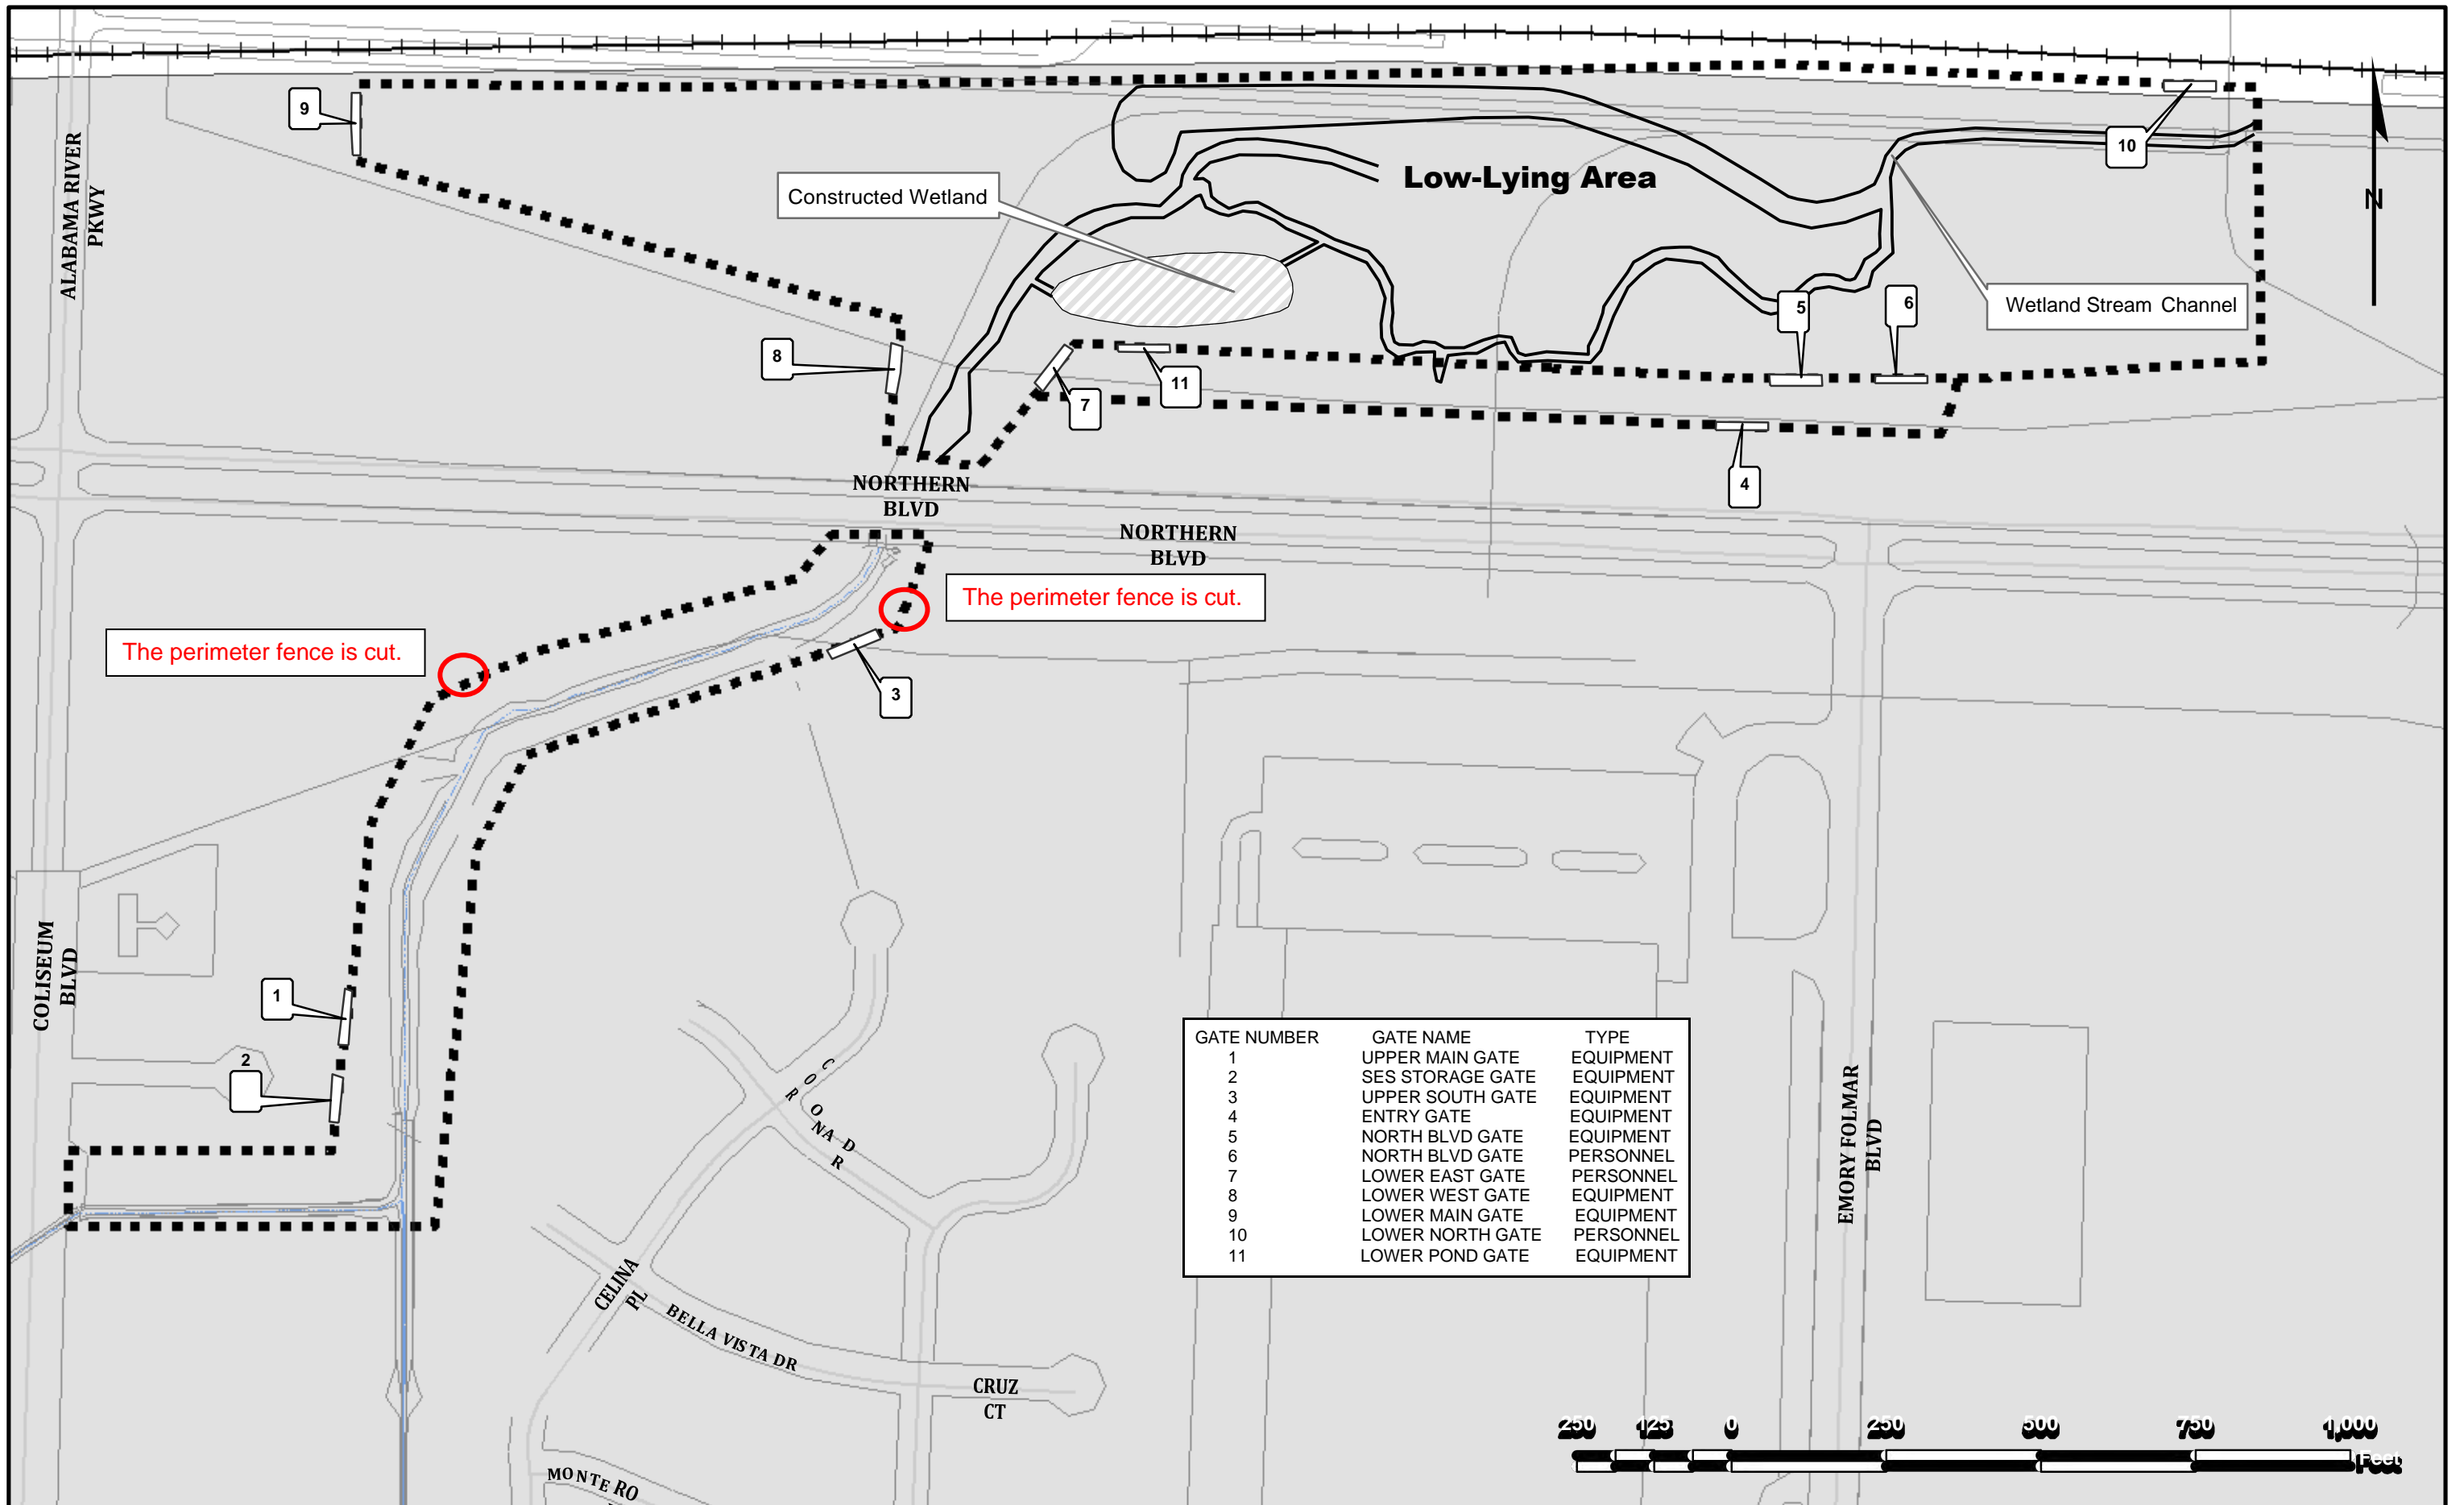 9
ALABAMA RIVER
PKWY
Constructed Wetland
Low-Lying Area
10
N
Wetland Stream Channel
5
6
8
11
7
4
NORTHERN
BLVD
NORTHERN
BLVD
The perimeter fence is cut.
The perimeter fence is cut.
3
COLISEUM
BLVD
1
2
CORONA DR
GATE NUMBER GATE NAME TYPE
1 UPPER MAIN GATE EQUIPMENT
2 SES STORAGE GATE EQUIPMENT
3 UPPER SOUTH GATE EQUIPMENT
4 ENTRY GATE EQUIPMENT
5 NORTH BLVD GATE EQUIPMENT
6 NORTH BLVD GATE PERSONNEL
7 LOWER EAST GATE PERSONNEL
8 LOWER WEST GATE EQUIPMENT
9 LOWER MAIN GATE EQUIPMENT
10 LOWER NORTH GATE PERSONNEL
11 LOWER POND GATE EQUIPMENT
EMORY FOLMAR
BLVD
CELINA
PL
BELLA VISTA DR
CRUZ
CT
MONTE RO
250 125 0 250 500 750 1,000
Feet